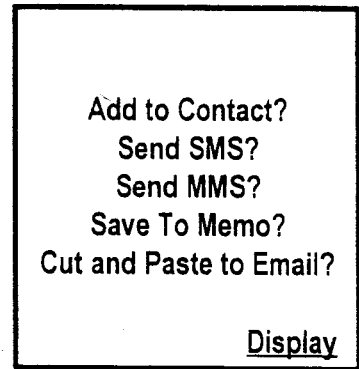 Add to Contact?
Send SMS?
Send MMS?
Save To Memo?
Cut and Paste to Email?
Display